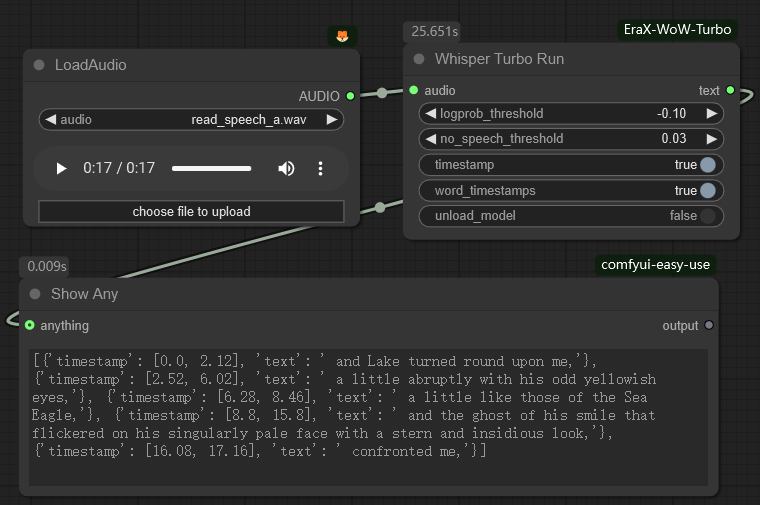 LoadAudio
AUDIO
audio read_speech_a.wav
0:17 / 0:17
choose file to upload
25.651s
EraX-WoW-Turbo
Whisper Turbo Run
audio text
logprob_threshold -0.10
no_speech_threshold 0.03
timestamp true
word_timestamps true
unload_model false
0.009s
comfyui-easy-use
Show Any
anything output
[{'timestamp': [0.0, 2.12], 'text': ' and Lake turned round upon me,'},
{'timestamp': [2.52, 6.02], 'text': ' a little abruptly with his odd yellowish
eyes,'}, {'timestamp': [6.28, 8.46], 'text': ' a little like those of the Sea
Eagle,'}, {'timestamp': [8.8, 15.8], 'text': ' and the ghost of his smile that
flickered on his singularly pale face with a stern and insidious look,'},
{'timestamp': [16.08, 17.16], 'text': ' confronted me,'}]